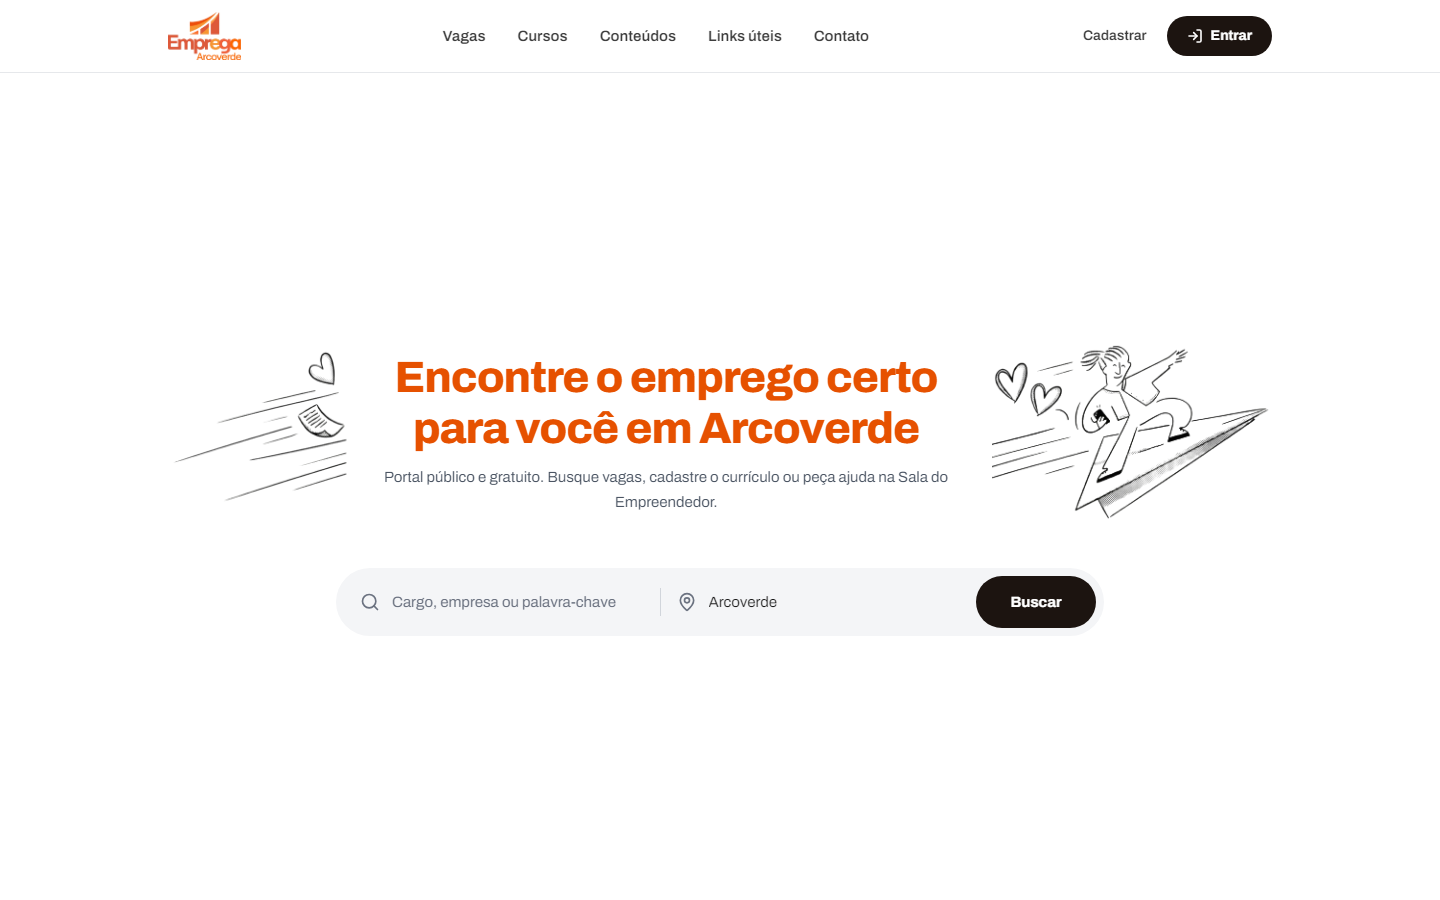 Emprega
Arcoverde
Vagas
Cursos
Conteúdos
Links úteis
Contato
Cadastrar
Entrar
Encontre o emprego certo
para você em Arcoverde
Portal público e gratuito. Busque vagas, cadastre o currículo ou peça ajuda na Sala do
Empreendedor.
Cargo, empresa ou palavra-chave
Arcoverde
Buscar